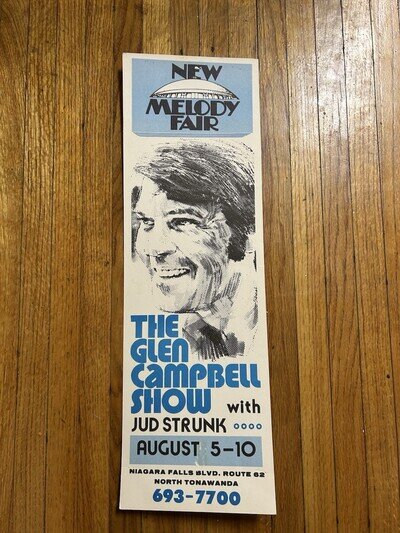 NEW
MELODY
FAIR
THE
GLEN
CAMPBELL
SHOW with
JUD STRUNK
AUGUST 5-10
NIAGARA FALLS BLVD. ROUTE 62
NORTH TONAWANDA
693-7700